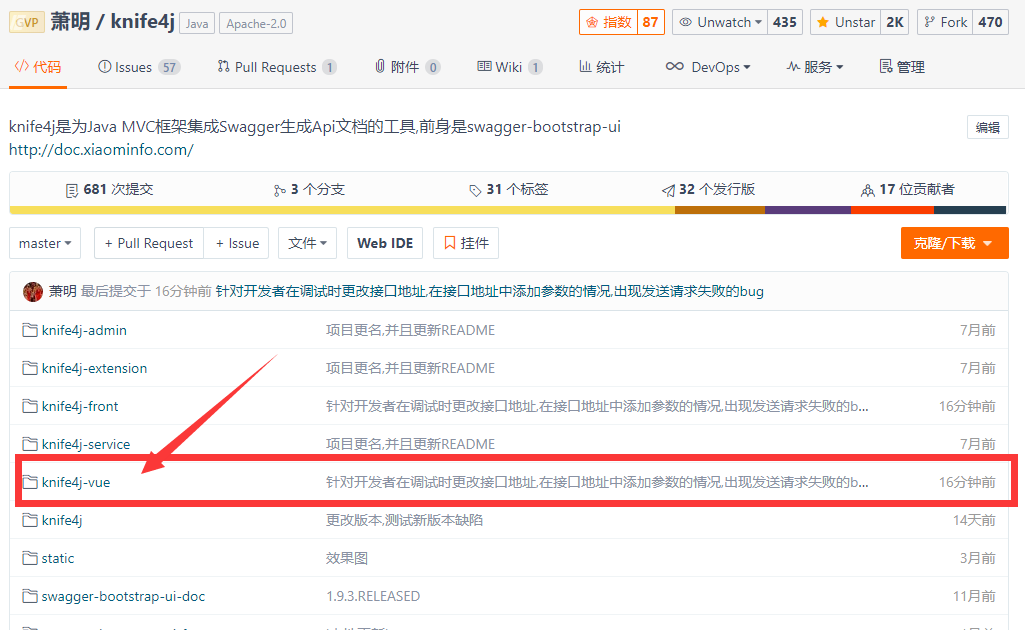 GVP 萧明 / knife4j Java Apache-2.0 指数 87 Unwatch 435 Unstar 2K Fork 470
代码 Issues 57 Pull Requests 1 附件 0 Wiki 1 统计 DevOps 服务 管理
knife4j是为Java MVC框架集成Swagger生成Api文档的工具,前身是swagger-bootstrap-ui 编辑
http://doc.xiaominfo.com/
681 次提交 3 个分支 31 个标签 32 个发行版 17 位贡献者
master + Pull Request + Issue 文件 Web IDE 挂件 克隆/下载
萧明 最后提交于 16分钟前 针对开发者在调试时更改接口地址,在接口地址中添加参数的情况,出现发送请求失败的bug
knife4j-admin 项目更名,并且更新README 7月前
knife4j-extension 项目更名,并且更新README 7月前
knife4j-front 针对开发者在调试时更改接口地址,在接口地址中添加参数的情况,出现发送请求失败的b... 16分钟前
knife4j-service 项目更名,并且更新README 7月前
knife4j-vue 针对开发者在调试时更改接口地址,在接口地址中添加参数的情况,出现发送请求失败的b... 16分钟前
knife4j 更改版本,测试新版本缺陷 14天前
static 效果图 3月前
swagger-bootstrap-ui-doc 1.9.3.RELEASED 11月前